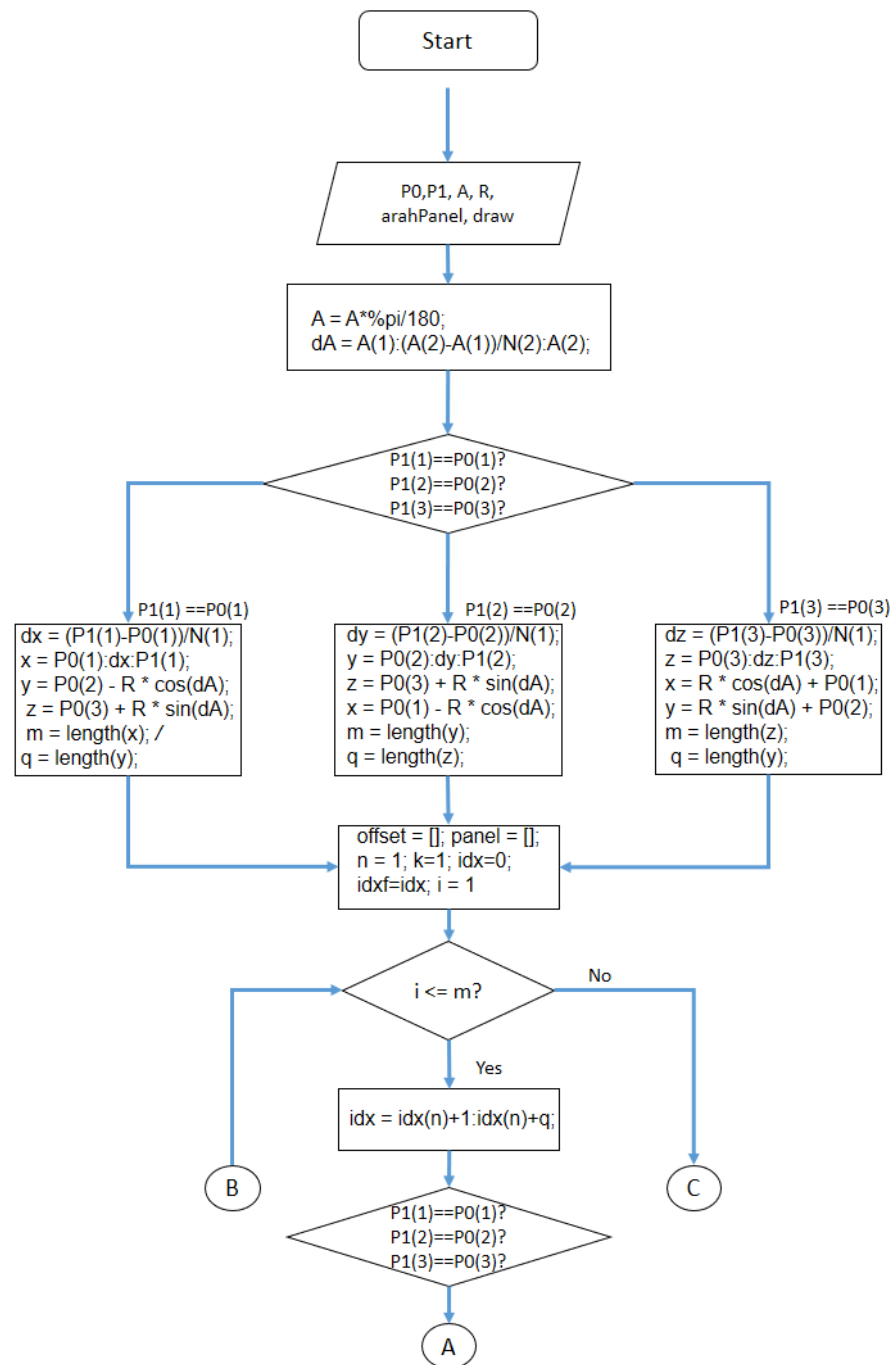 Start
P0,P1, A, R,
arahPanel, draw
A = A*%pi/180;
dA = A(1):(A(2)-A(1))/N(2):A(2);
P1(1)==P0(1)?
P1(2)==P0(2)?
P1(3)==P0(3)?
P1(1) ==P0(1)
dx = (P1(1)-P0(1))/N(1);
x = P0(1):dx:P1(1);
y = P0(2) - R * cos(dA);
z = P0(3) + R * sin(dA);
m = length(x); /
q = length(y);
P1(2) ==P0(2)
dy = (P1(2)-P0(2))/N(1);
y = P0(2):dy:P1(2);
z = P0(3) + R * sin(dA);
x = P0(1) - R * cos(dA);
m = length(y);
q = length(z);
P1(3) ==P0(3)
dz = (P1(3)-P0(3))/N(1);
z = P0(3):dz:P1(3);
x = R * cos(dA) + P0(1);
y = R * sin(dA) + P0(2);
m = length(z);
q = length(y);
offset = []; panel = [];
n = 1; k=1; idx=0;
idxf=idx; i = 1
i <= m?
No
Yes
idx = idx(n)+1:idx(n)+q;
B
C
P1(1)==P0(1)?
P1(2)==P0(2)?
P1(3)==P0(3)?
A